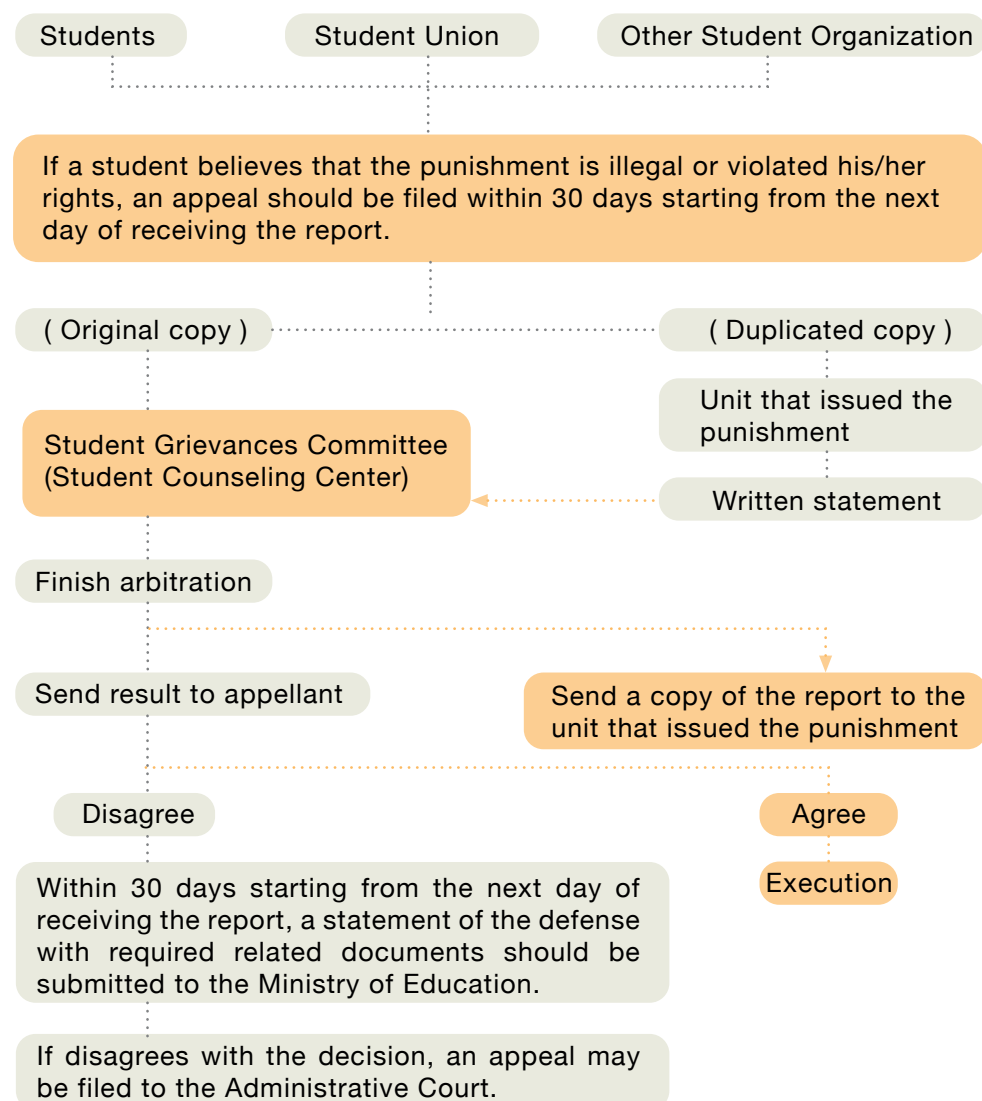 Students
Student Union
Other Student Organization
If a student believes that the punishment is illegal or violated his/her
rights, an appeal should be filed within 30 days starting from the next
day of receiving the report.
( Original copy )
( Duplicated copy )
Unit that issued the
punishment
Student Grievances Committee
(Student Counseling Center)
Written statement
Finish arbitration
Send result to appellant
Send a copy of the report to the
unit that issued the punishment
Disagree
Agree
Execution
Within 30 days starting from the next day of
receiving the report, a statement of the defense
with required related documents should be
submitted to the Ministry of Education.
If disagrees with the decision, an appeal may
be filed to the Administrative Court.